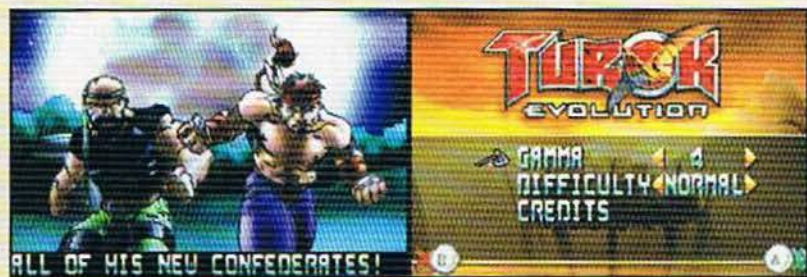 ALL OF HIS NEW CONFEDERATES!
TUROK
EVOLUTION
GAMMA 4
DIFFICULTY NORMAL
CREDITS
B A